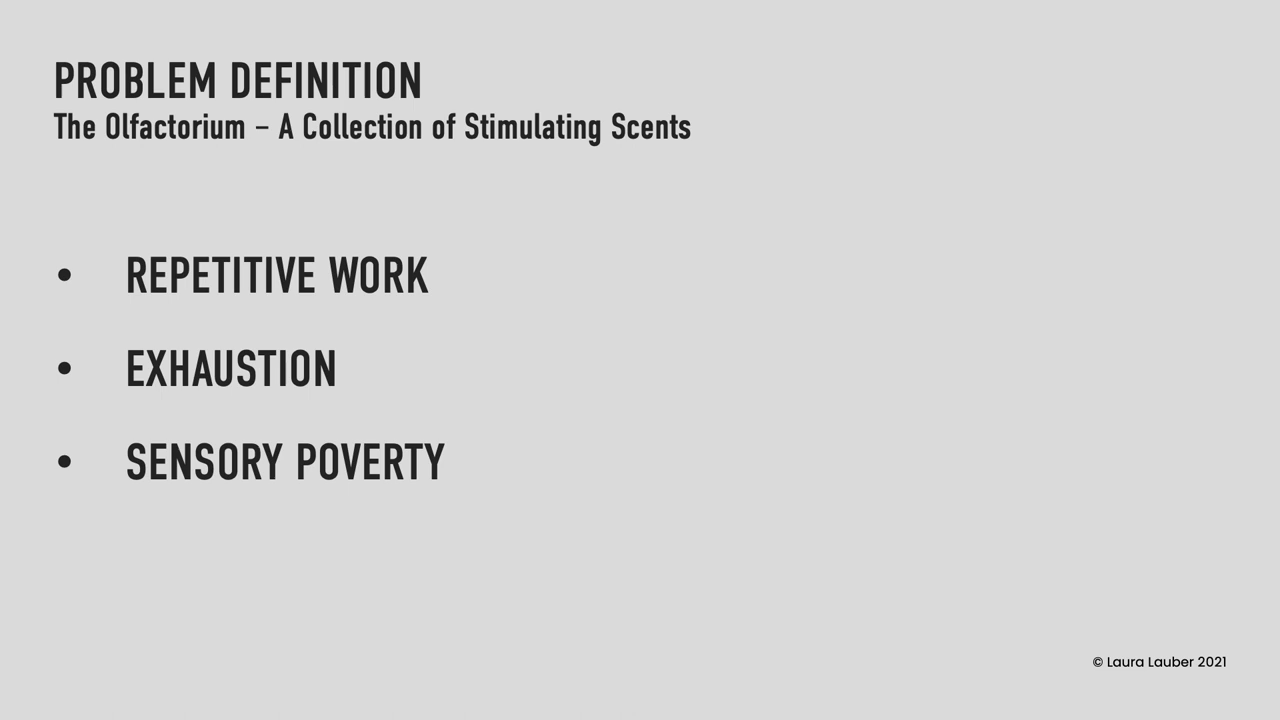 PROBLEM DEFINITION
The Olfactorium – A Collection of Stimulating Scents
• REPETITIVE WORK
• EXHAUSTION
• SENSORY POVERTY
© Laura Lauber 2021